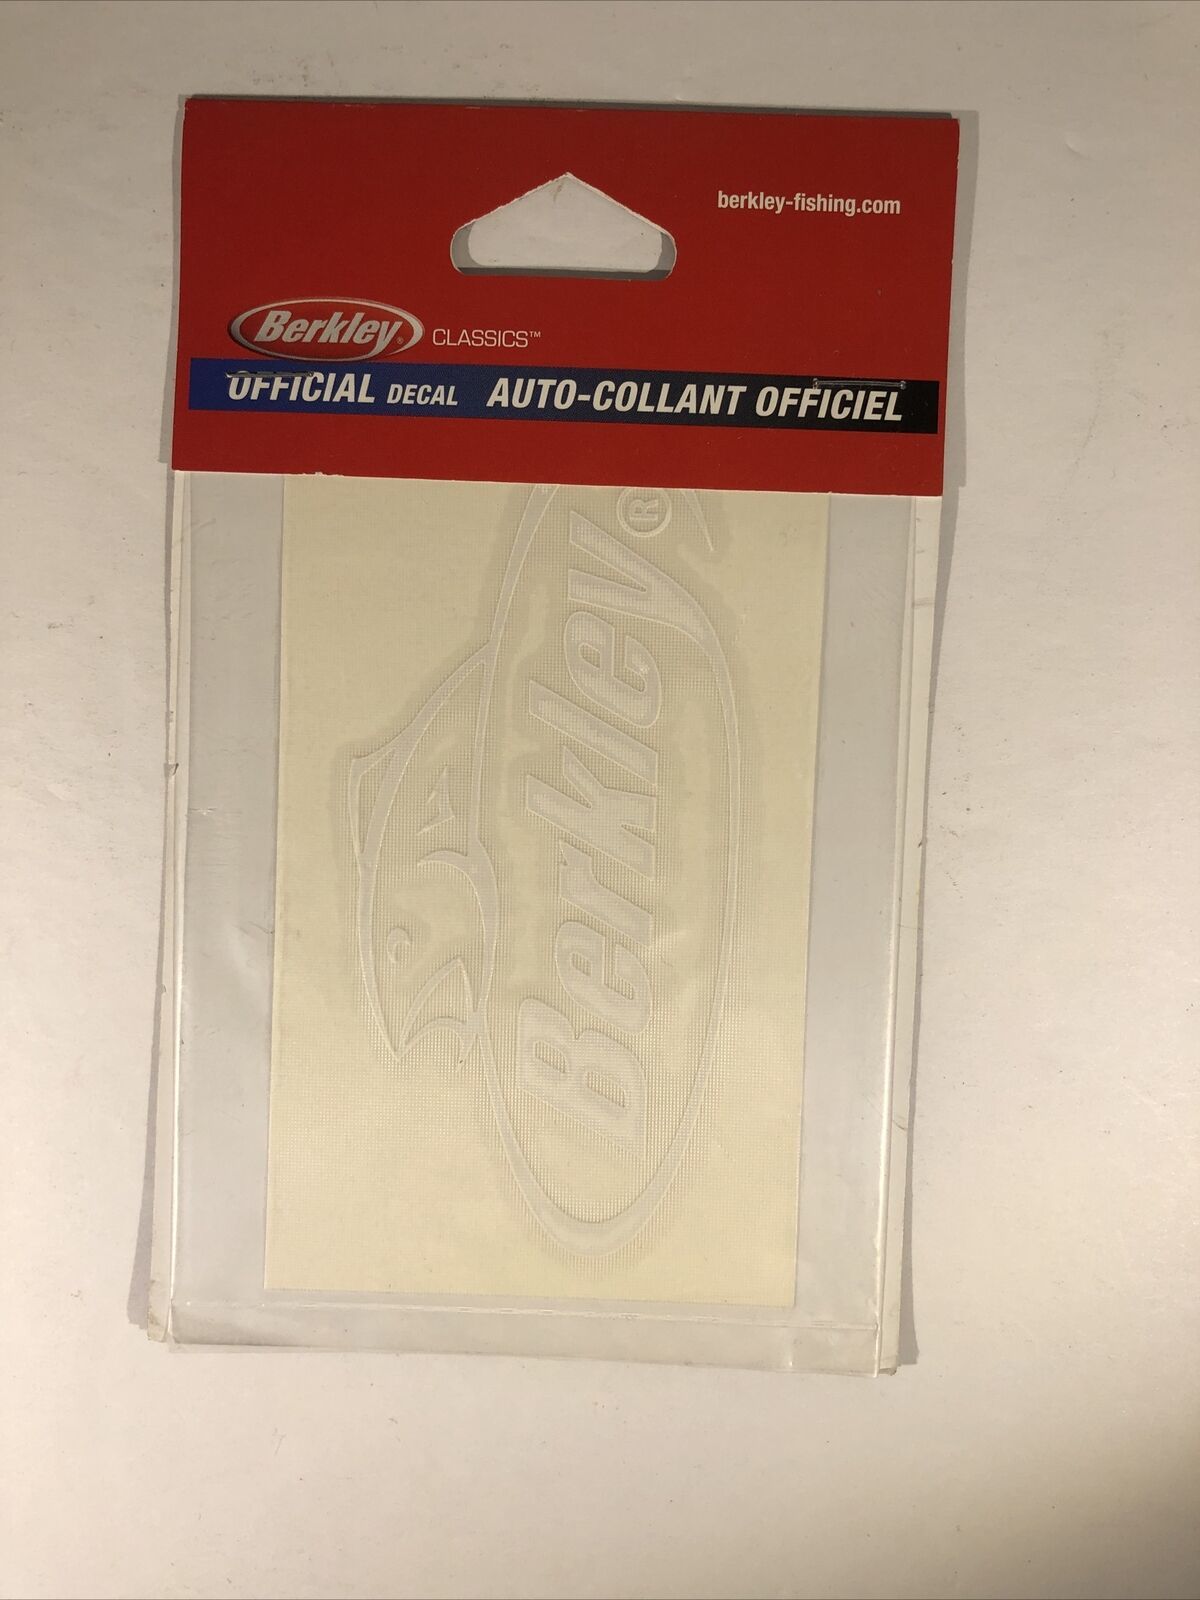 berkley-fishing.com
Berkley® CLASSICS™
OFFICIAL DECAL AUTO-COLLANT OFFICIEL
Berkley®